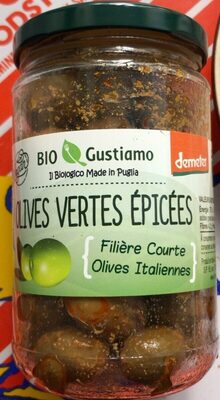 BIO Gustiamo
Il Biologico Made in Puglia
demeter
OLIVES VERTES ÉPICÉES
Filière Courte
Olives Italiennes